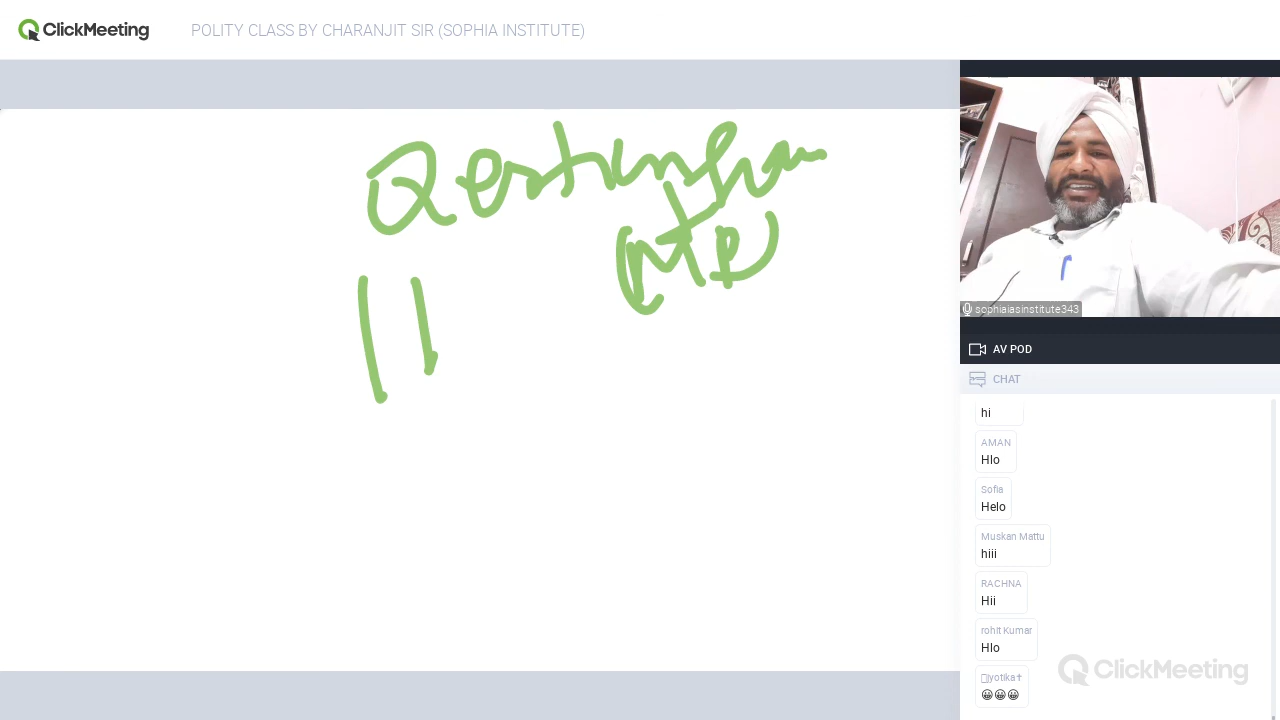 ClickMeeting
POLITY CLASS BY CHARANJIT SIR (SOPHIA INSTITUTE)
sophiaiasinstitute343
AV POD
CHAT
hi
AMAN
Hlo
Sofia
Helo
Muskan Mattu
hiii
RACHNA
Hii
rohit Kumar
Hlo
Jyotika✝
😀😀😀
ClickMeeting